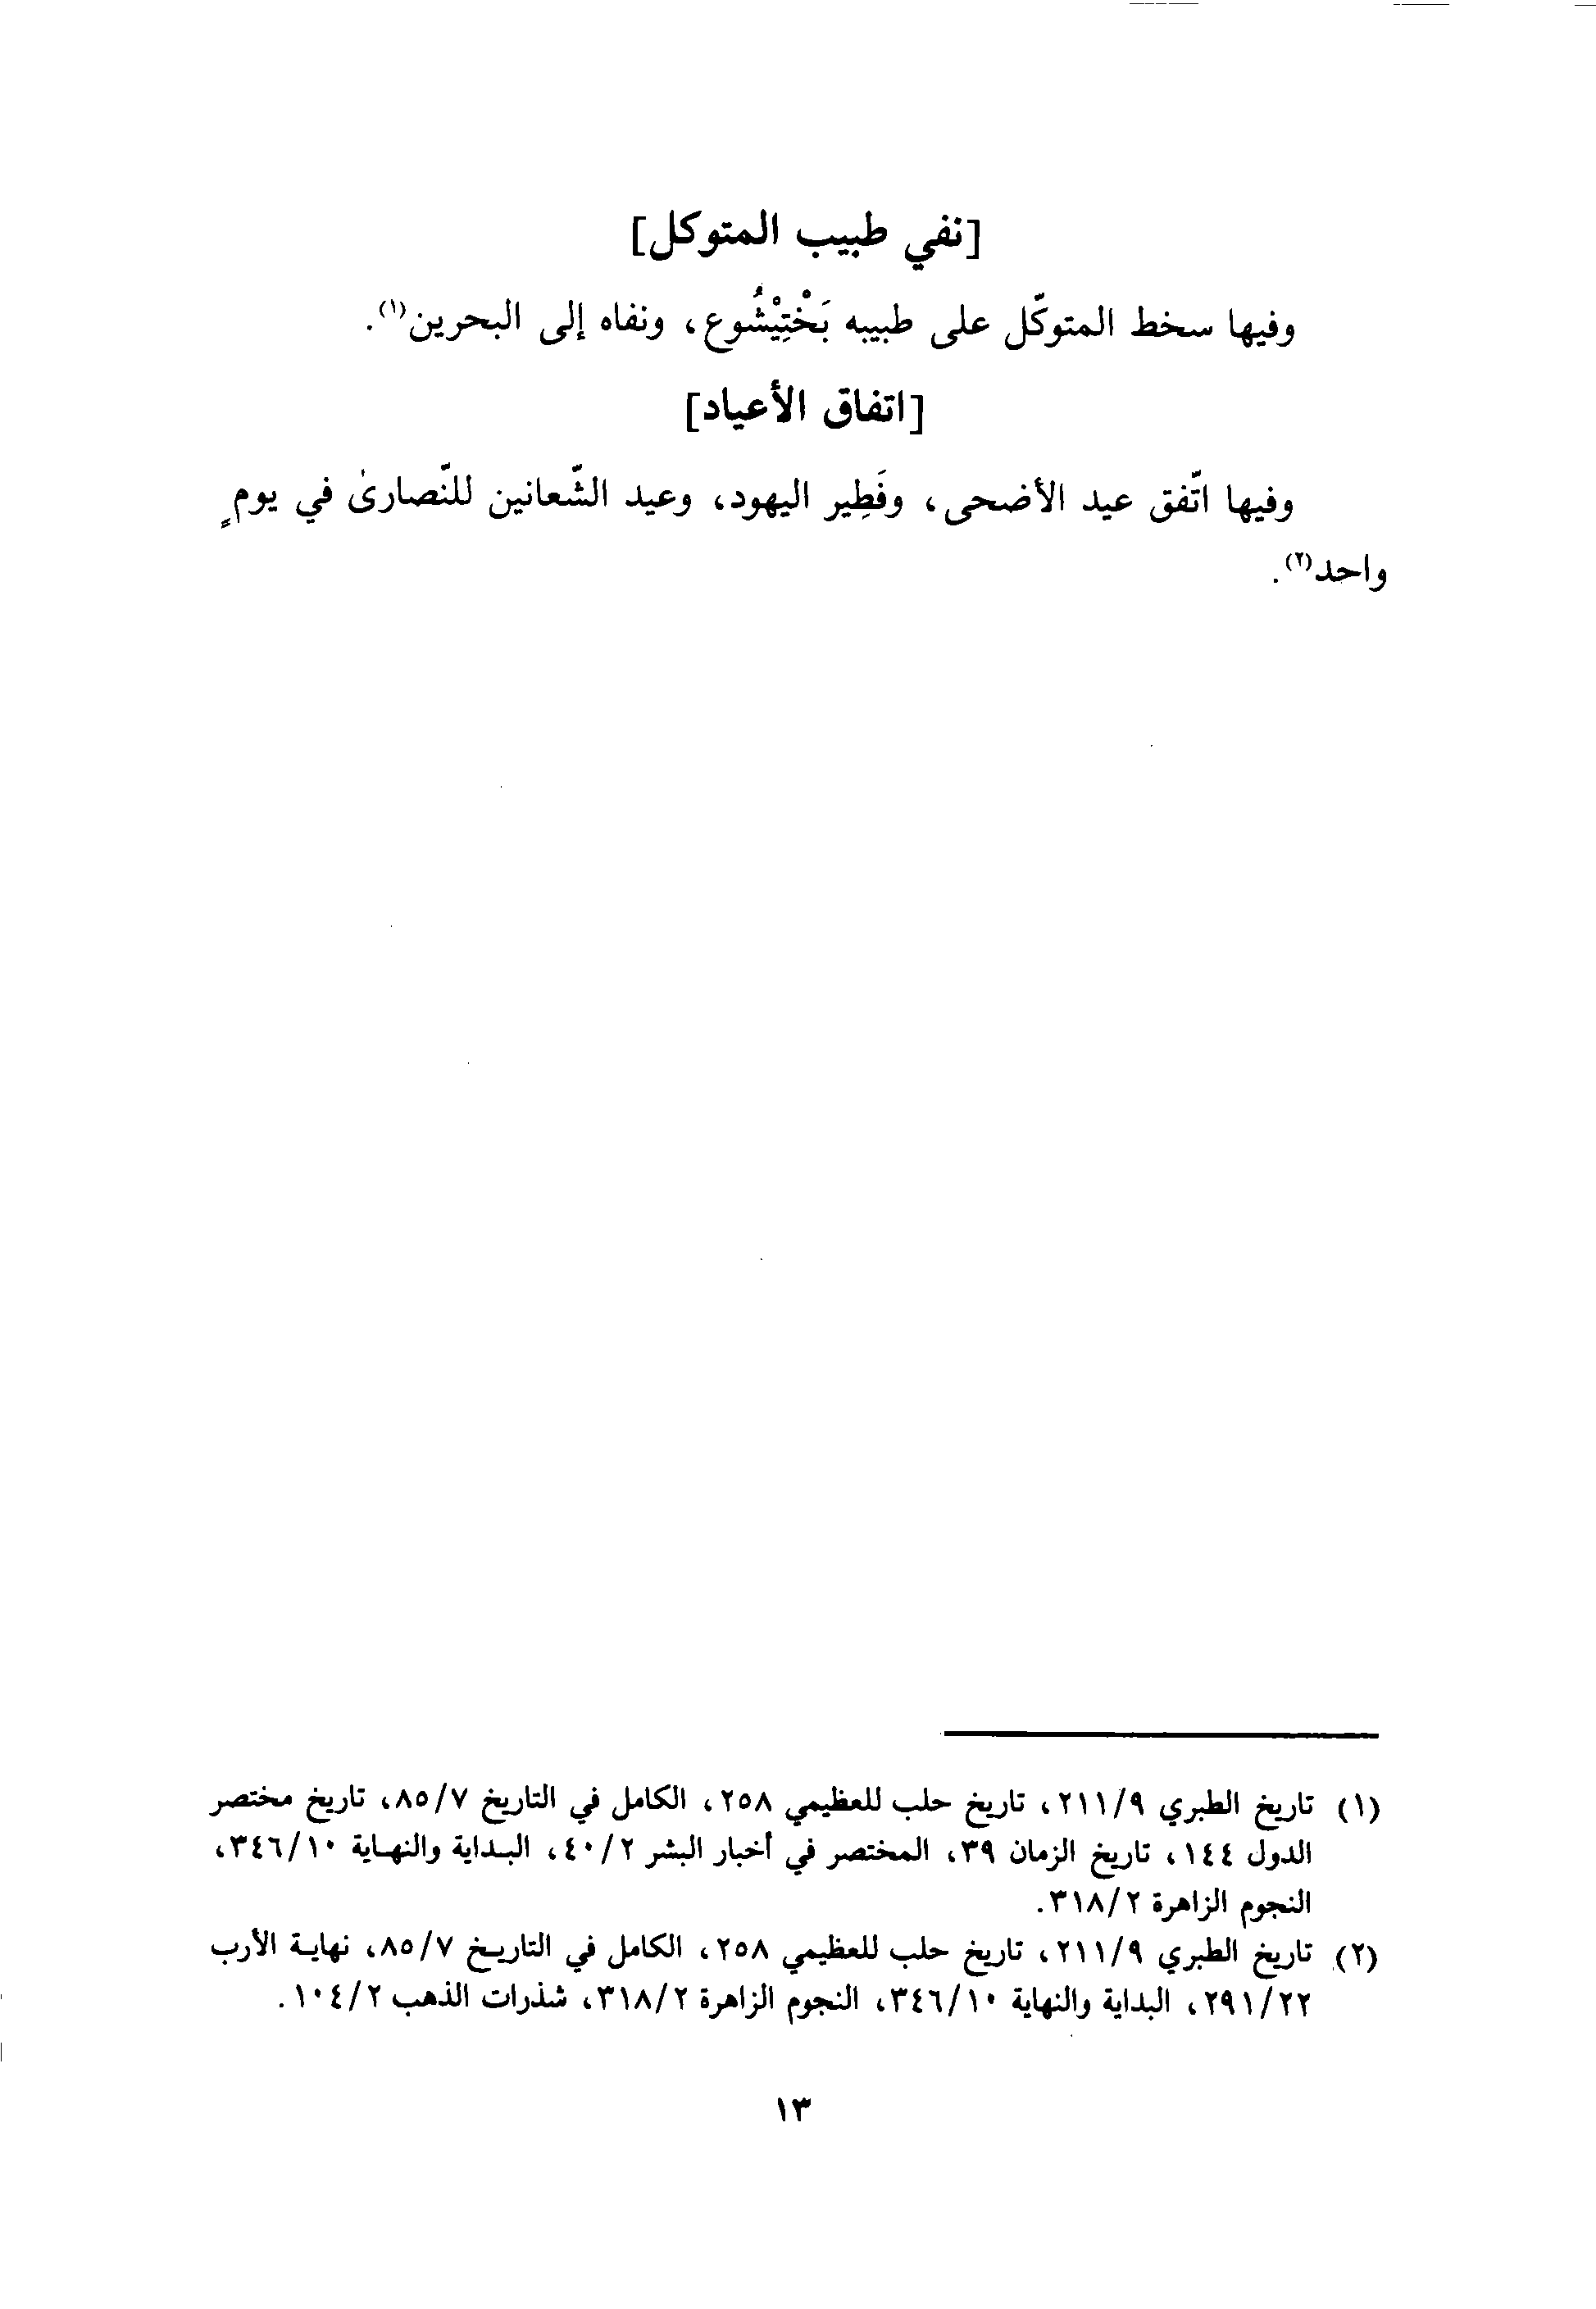 [نفي طبيب المتوكل]
وفيها سخط المتوكّل على طبيبه بَخْتِيْشُوع، ونفاه إلى البحرين(١).
[اتفاق الأعياد]
وفيها اتّفق عيد الأضحى، وفَطِير اليهود، وعيد الشّعانين للنّصارىٰ في يومٍ
واحد(٢).
(١) تاريخ الطبري ٢١١/٩، تاريخ حلب للعظيمي ٢٥٨، الكامل في التاريخ ٨٥/٧، تاريخ مختصر
الدول ١٤٤، تاريخ الزمان ٣٩، المختصر في أخبار البشر ٤٠/٢، البداية والنهاية ٣٤٦/١٠،
النجوم الزاهرة ٣١٨/٢.
(٢) تاريخ الطبري ٢١١/٩، تاريخ حلب للعظيمي ٢٥٨، الكامل في التاريخ ٨٥/٧، نهاية الأرب
٢٩١/٢٢، البداية والنهاية ٣٤٦/١٠، النجوم الزاهرة ٣١٨/٢، شذرات الذهب ١٠٤/٢.
١٣